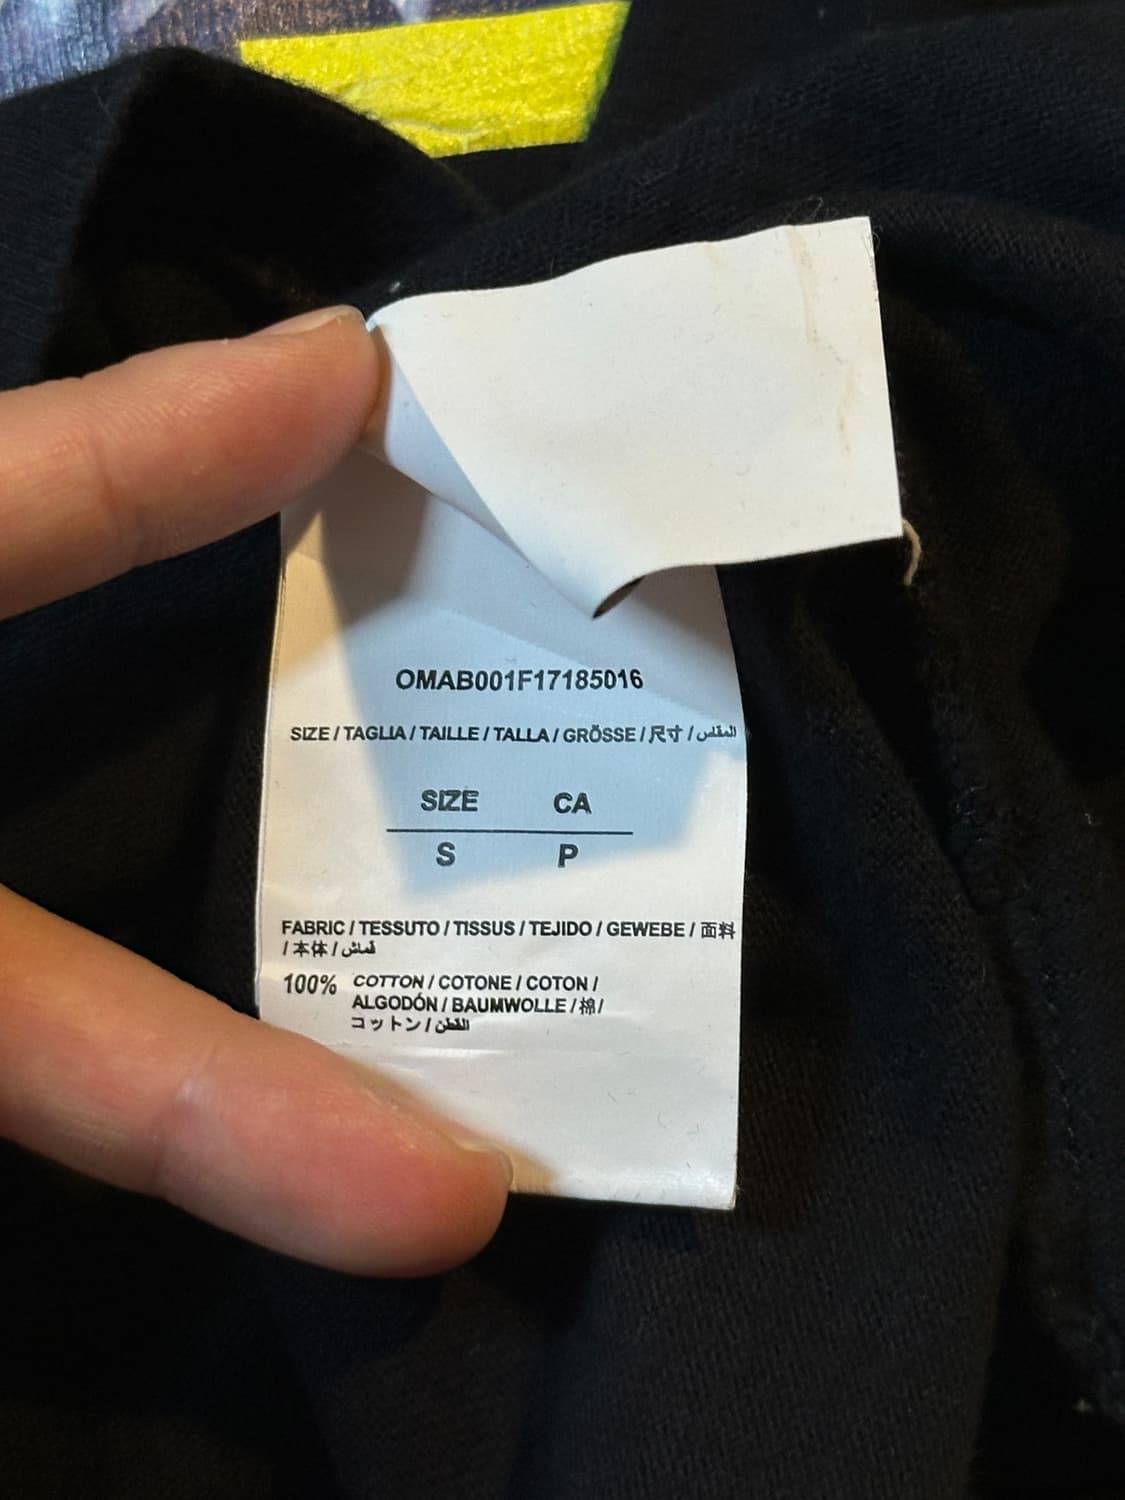 OMAB001F17185016
SIZE / TAGLIA / TAILLE / TALLA / GRÖSSE / 尺寸 / المقاس
SIZE CA
S P
FABRIC / TESSUTO / TISSUS / TEJIDO / GEWEBE / 面料
/ 本体 / قماش
100% COTTON / COTONE / COTON /
ALGODÓN / BAUMWOLLE / 棉/
コットン / القطن